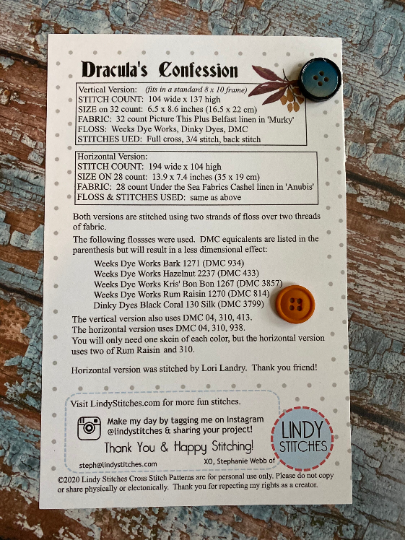 Dracula's Confession
Vertical Version: (fits in a standard 8 x 10 frame)
STITCH COUNT: 104 wide x 137 high
SIZE on 32 count: 6.5 x 8.6 inches (16.5 x 22 cm)
FABRIC: 32 count Picture This Plus Belfast linen in 'Murky'
FLOSS: Weeks Dye Works, Dinky Dyes, DMC
STITCHES UED: Full cross, 3/4 stitch, back stitch
Horizontal Version:
STITCH COUNT: 194 wide x 104 high
SIZE ON 28 count: 13.9 x 7.4 inches (35 x 19 cm)
FABRIC: 28 count Under the Sea Fabrics Cashel linen in 'Anubis'
FLOSS & STITCHES USED: same as above
Both versions are stitched using two strands of floss over two threads
of fabric.
The following flossses were used. DMC equicalents are listed in the
parenthesis but will result in a less dimensional effect:
Weeks Dye Works Bark 1271 (DMC 934)
Weeks Dye Works Hazelnut 2237 (DMC 433)
Weeks Dye Works Kris' Bon Bon 1267 (DMC 3857)
Weeks Dye Works Rum Raisin 1270 (DMC 814)
Dinky Dyes Black Coral 130 Silk (DMC 3799)
The vertical version also uses DMC 04, 310, 413.
The horizontal version uses DMC 04, 310, 938.
You will only need one skein of each color, but the horizontal version
uses two of Rum Raisin and 310.
Horizontal version was stitched by Lori Landry. Thank you friend!
Visit LindyStitches.com for more fun stitches.
Make my day by tagging me on Instagram
@lindystitches & sharing your project!
Thank You & Happy Stitching!
steph@lindystitches.com XO, Stephanie Webb of
LINDY
STITCHES
©2020 Lindy Stitches Cross Stitch Patterns are for personal use only. Please do not copy
or share physically or electonically. Thank you for repecting my rights as a creator.